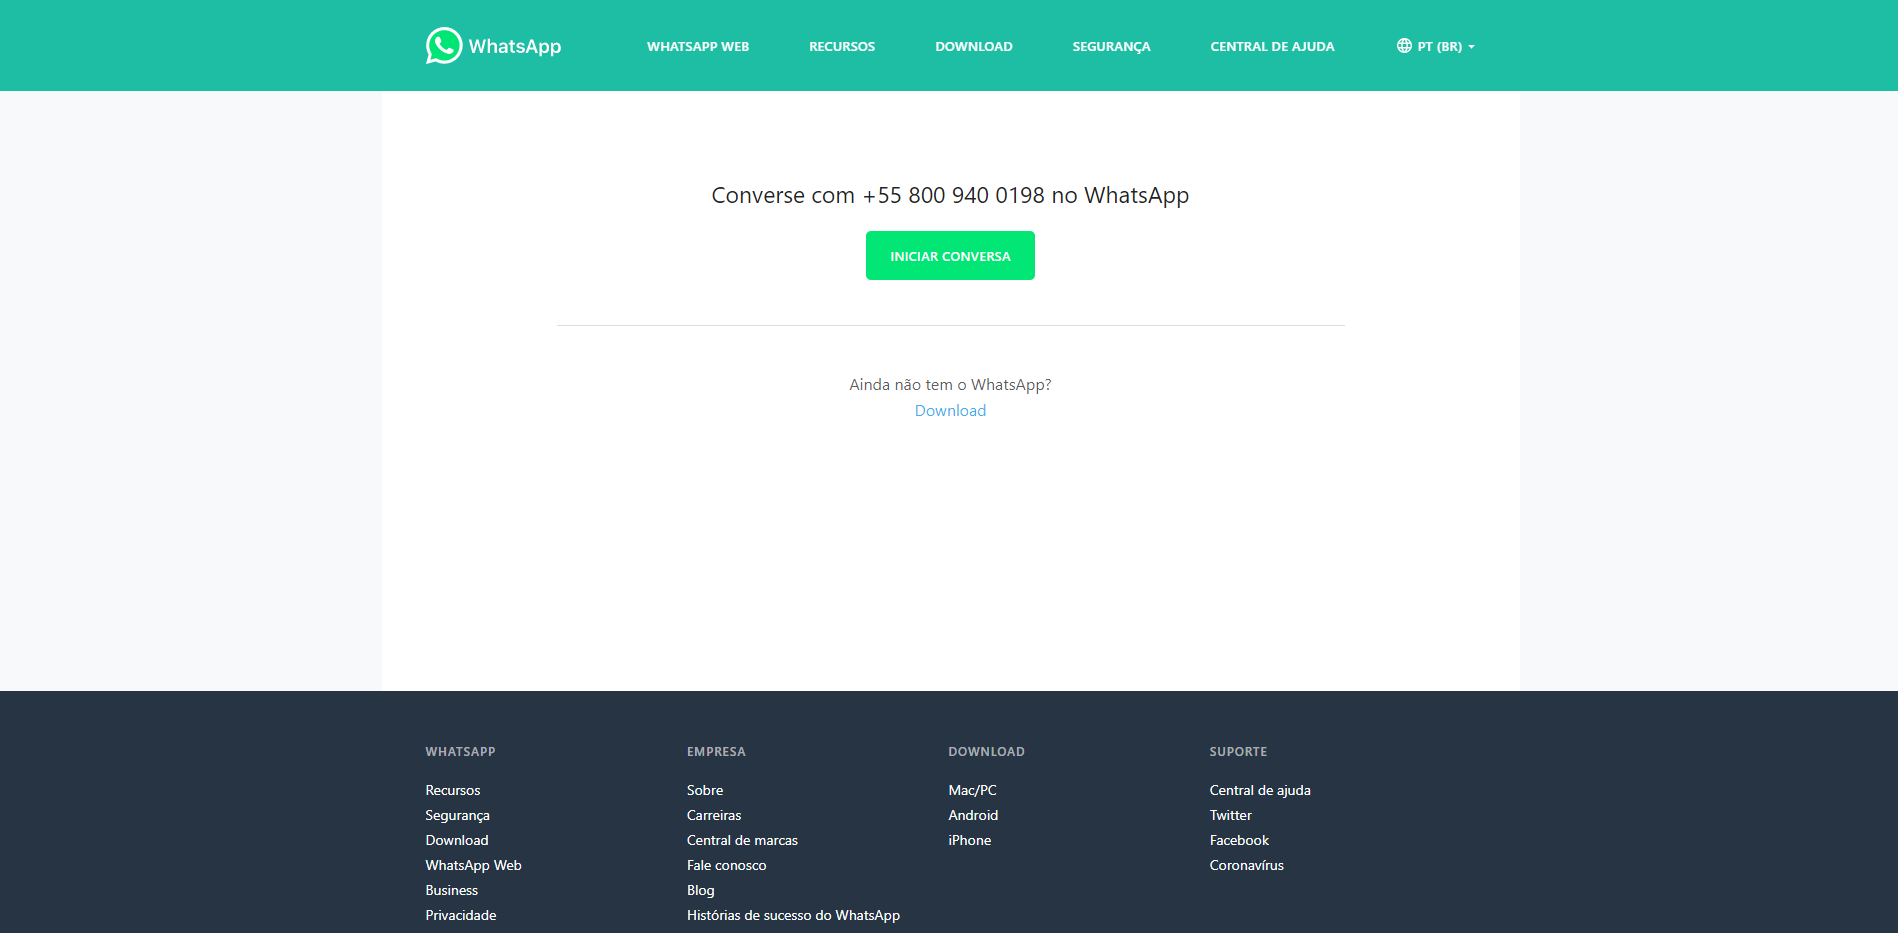 WhatsApp
WHATSAPP WEB
RECURSOS
DOWNLOAD
SEGURANÇA
CENTRAL DE AJUDA
PT (BR)
Converse com +55 800 940 0198 no WhatsApp
INICIAR CONVERSA
Ainda não tem o WhatsApp?
Download
WHATSAPP
Recursos
Segurança
Download
WhatsApp Web
Business
Privacidade
EMPRESA
Sobre
Carreiras
Central de marcas
Fale conosco
Blog
Histórias de sucesso do WhatsApp
DOWNLOAD
Mac/PC
Android
iPhone
SUPORTE
Central de ajuda
Twitter
Facebook
Coronavírus